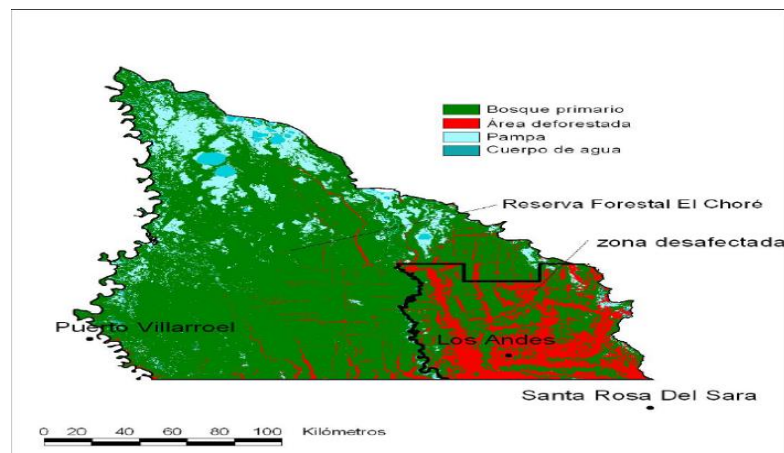 Bosque primario
Área deforestada
Pampa
Cuerpo de agua
Reserva Forestal El Choré
zona desafectada
Puerto Villarroel
Los Andes
Santa Rosa Del Sara
0 20 40 60 80 100 Kilómetros